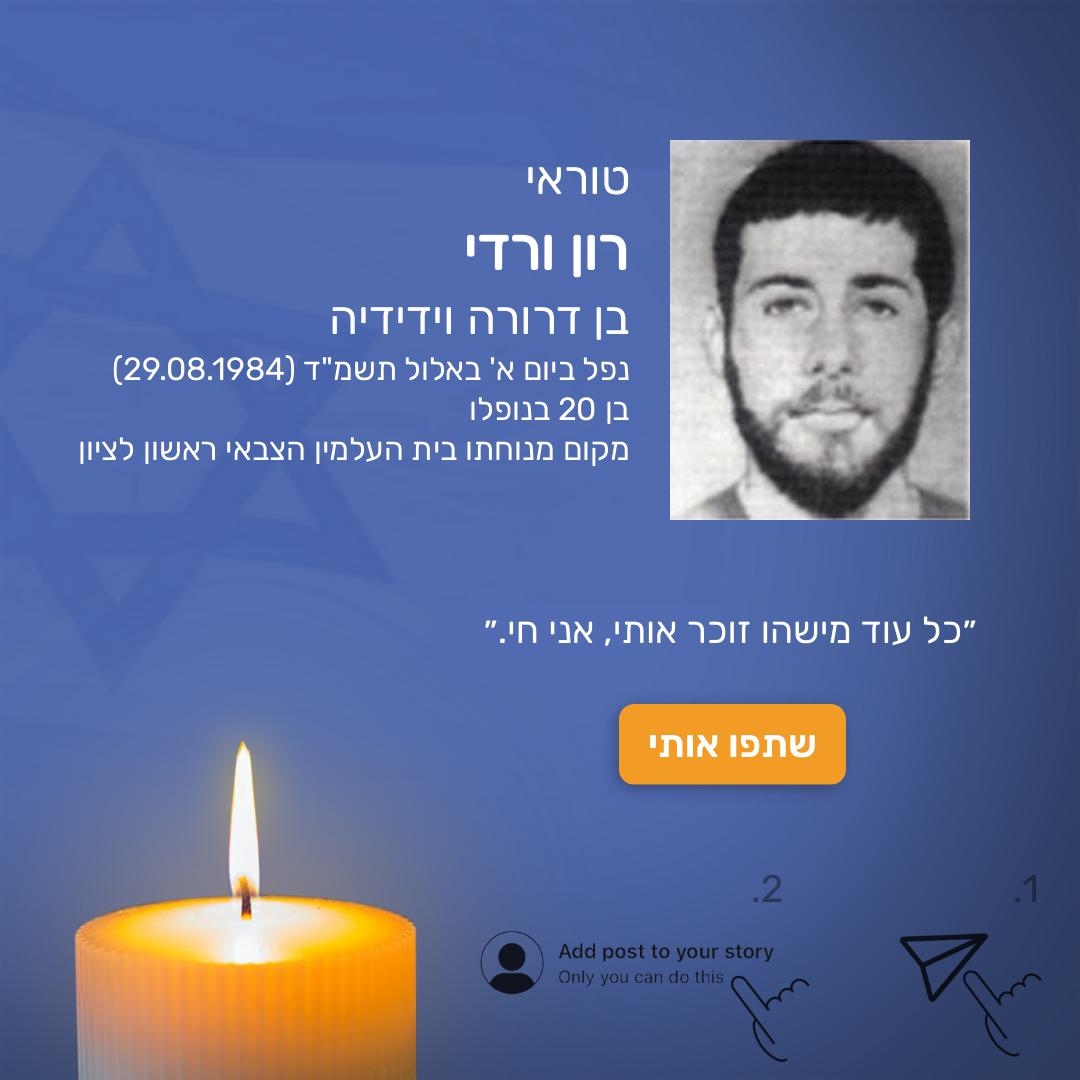 טוראי
רון ורדי
בן דרורה וידידיה
נפל ביום א' באלול תשמ"ד (29.08.1984)
בן 20 בנופלו
מקום מנוחתו בית העלמין הצבאי ראשון לציון
״כל עוד מישהו זוכר אותי, אני חי.״
שתפו אותי
1.
2.
Add post to your story
Only you can do this